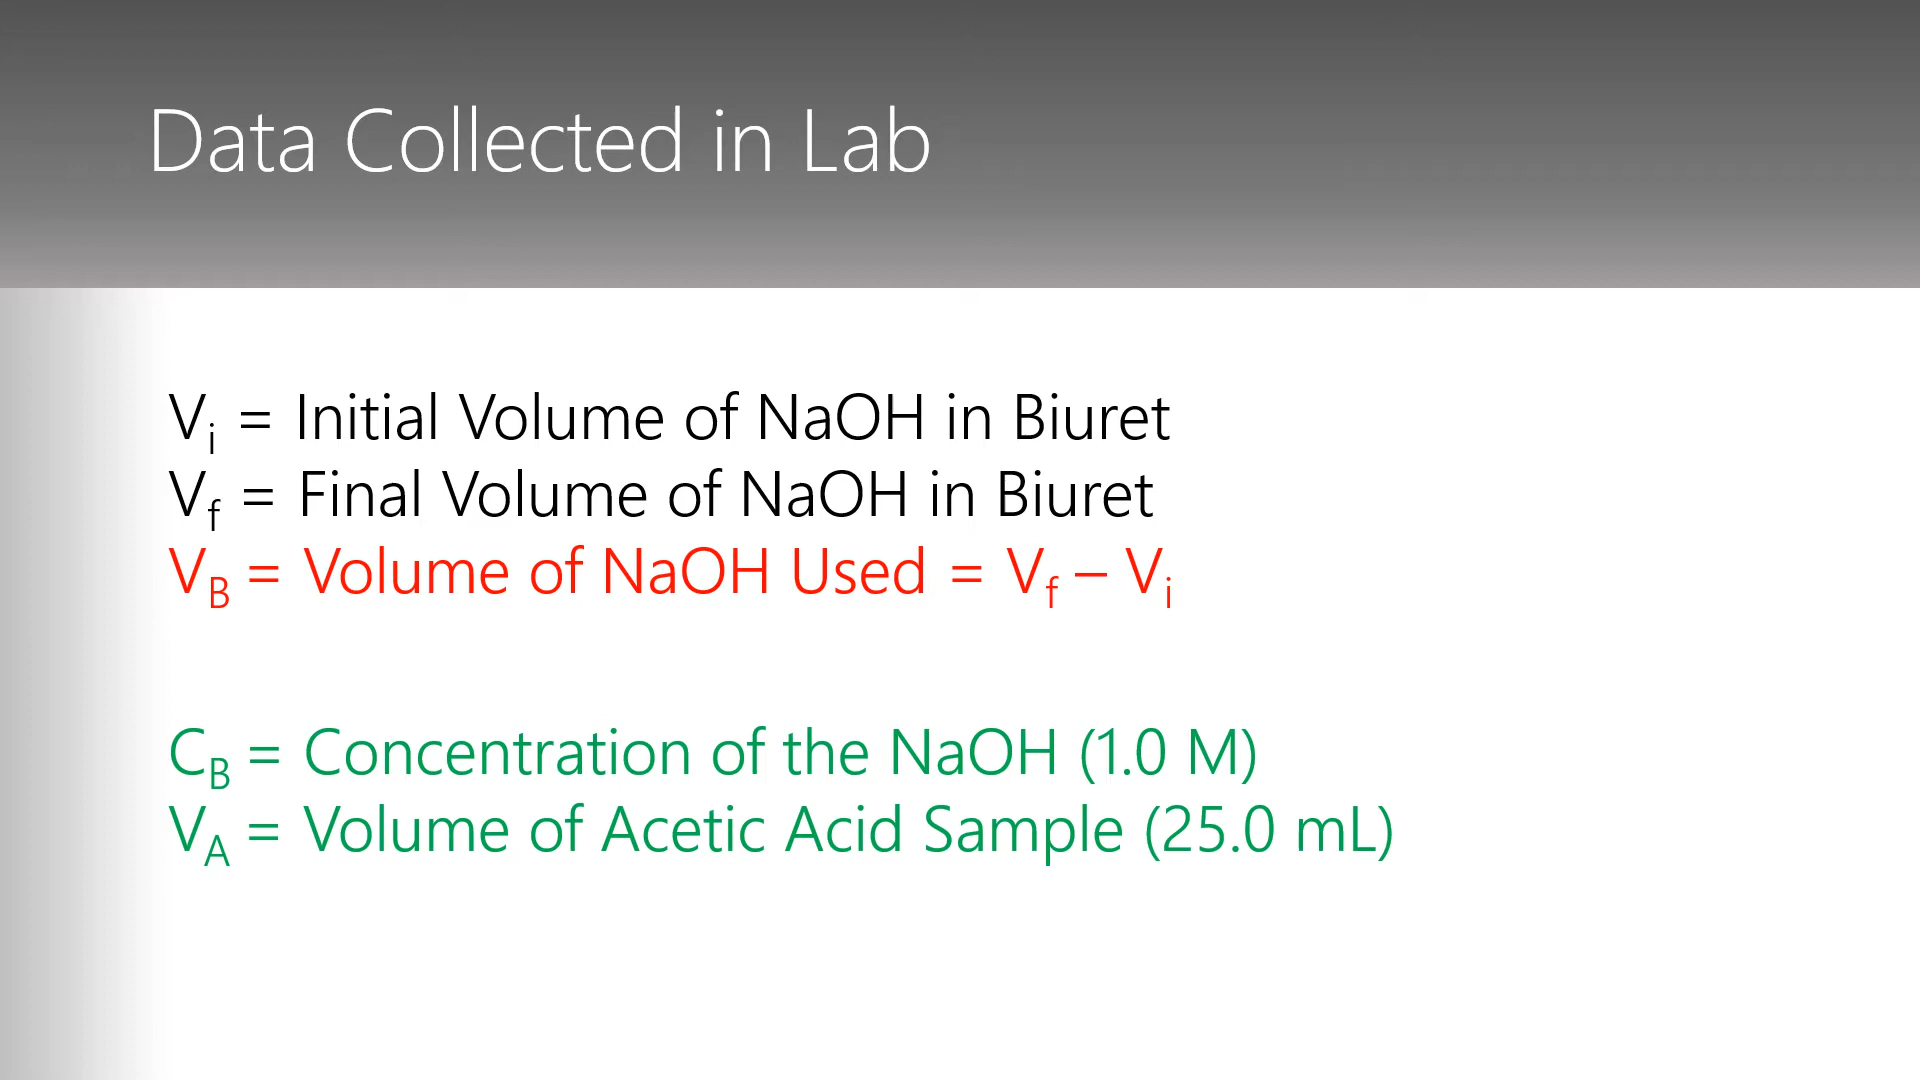 Data Collected in Lab
Vi = Initial Volume of NaOH in Biuret
Vf = Final Volume of NaOH in Biuret
VB = Volume of NaOH Used = Vf – Vi
CB = Concentration of the NaOH (1.0 M)
VA = Volume of Acetic Acid Sample (25.0 mL)